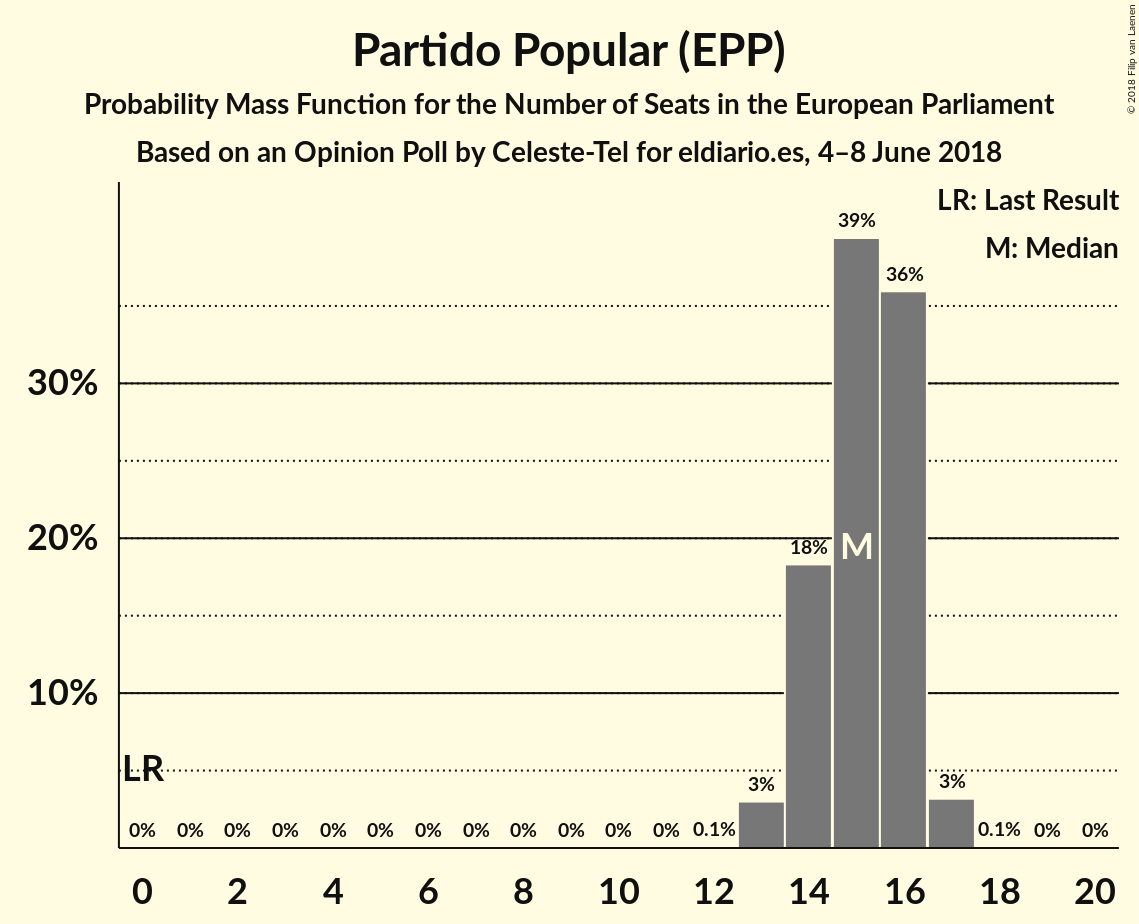 Partido Popular (EPP)
Probability Mass Function for the Number of Seats in the European Parliament
Based on an Opinion Poll by Celeste-Tel for eldiario.es, 4–8 June 2018
© 2018 Filip van Laenen
LR: Last Result
M: Median
39%
36%
30%
20%
18%
M
10%
LR
3%
3%
0% 0% 0% 0% 0% 0% 0% 0% 0% 0% 0% 0% 0.1% 0.1% 0% 0%
0 2 4 6 8 10 12 14 16 18 20